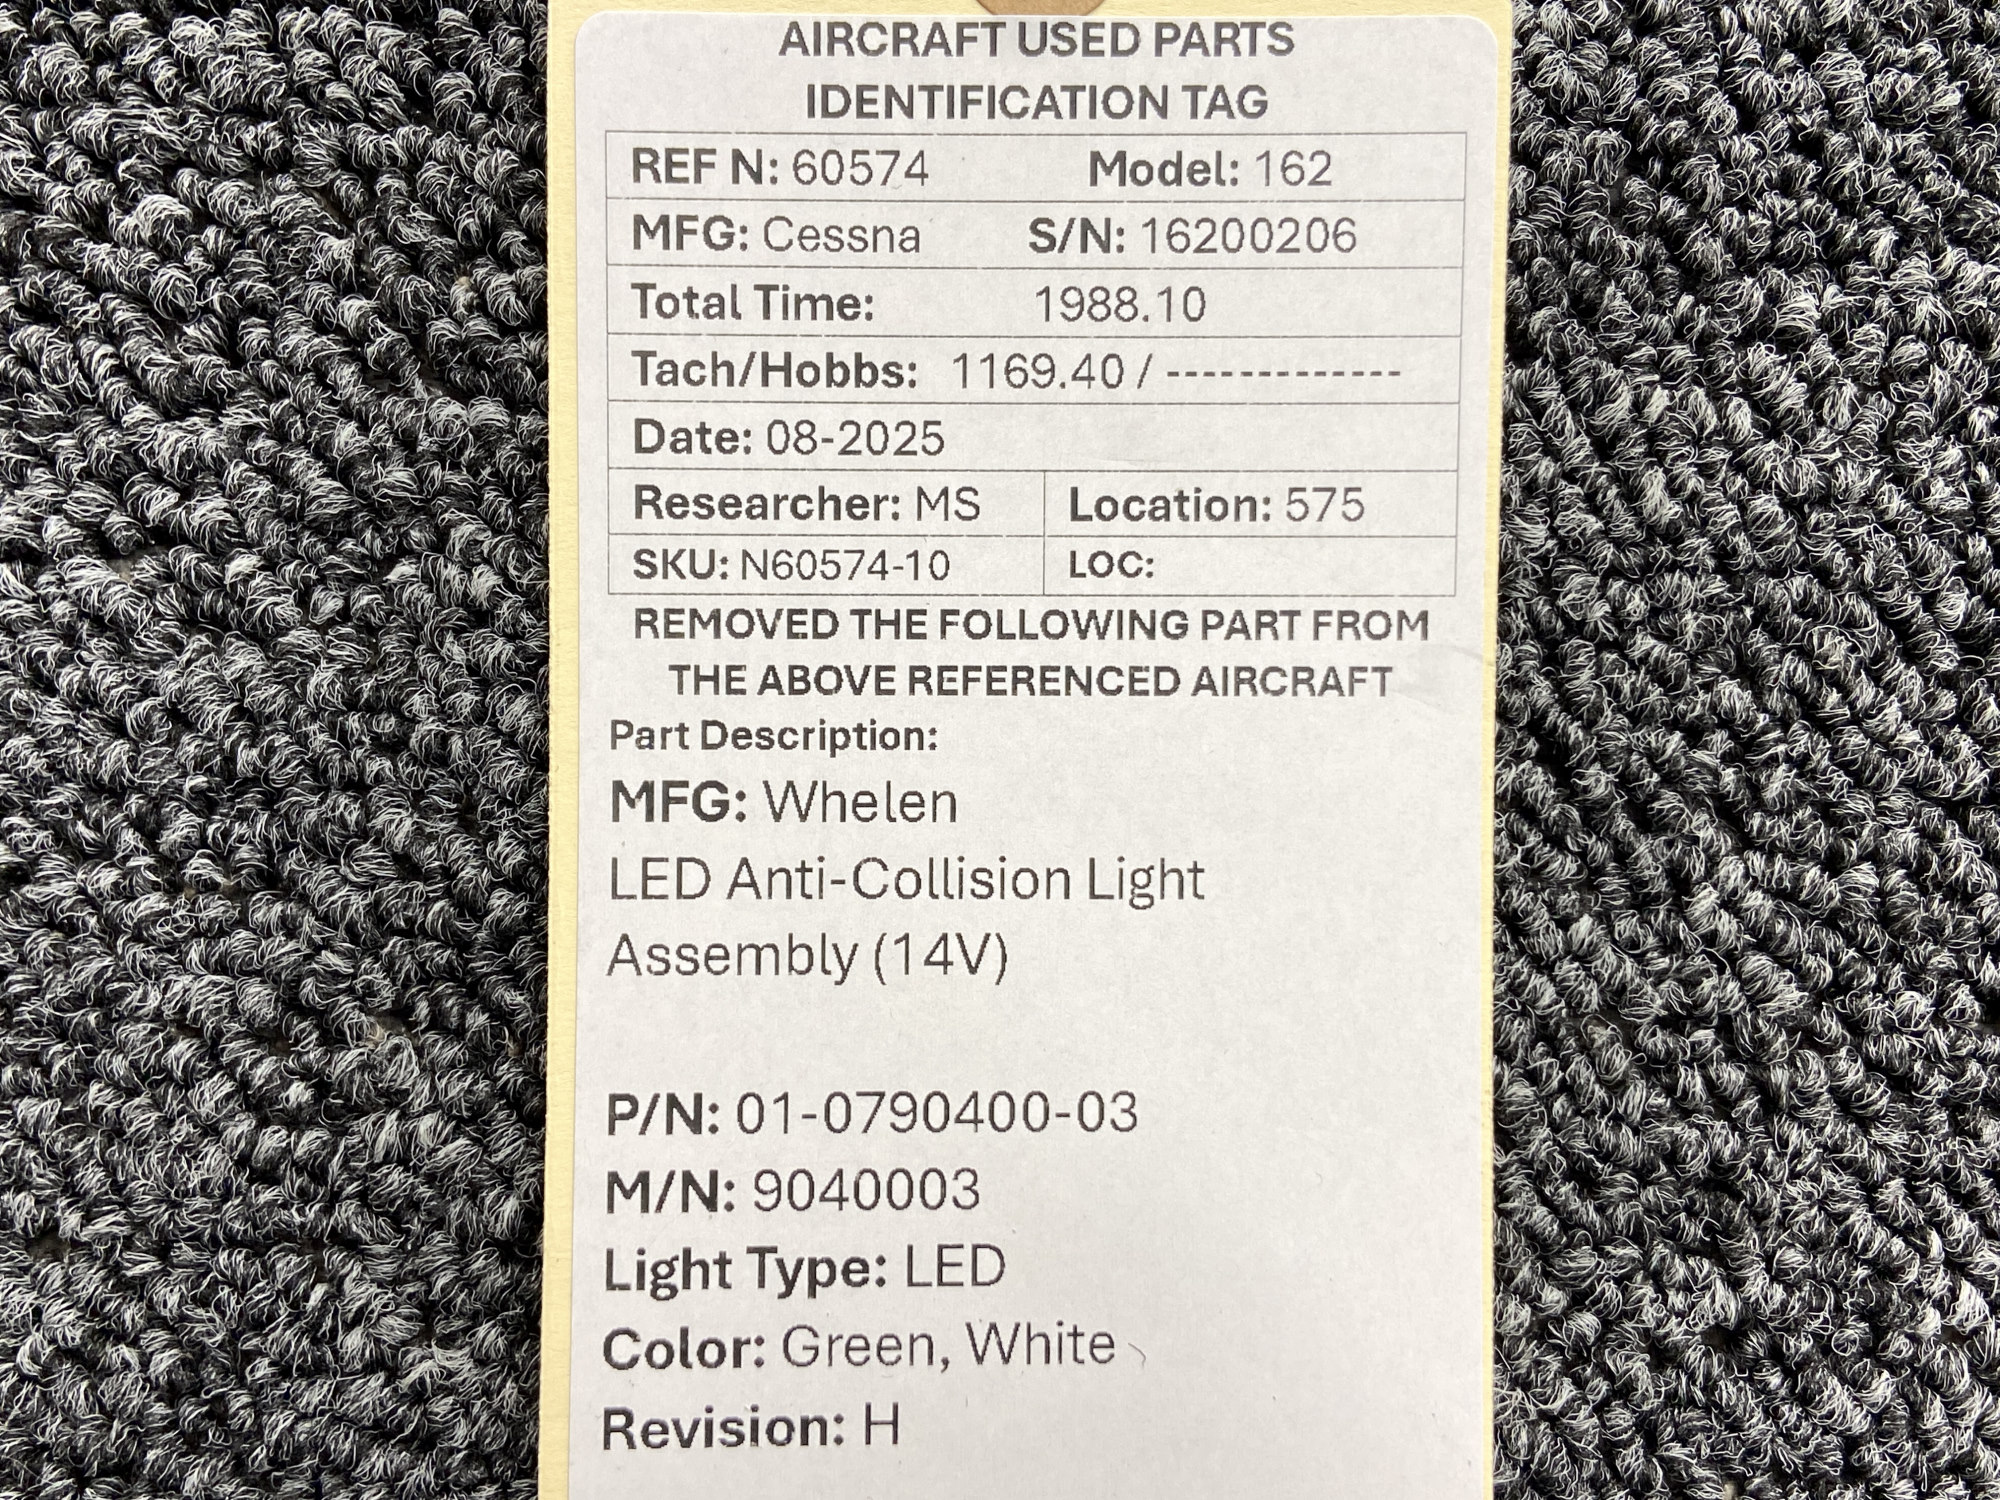 AIRCRAFT USED PARTS
IDENTIFICATION TAG
REF N: 60574 Model: 162
MFG: Cessna S/N: 16200206
Total Time: 1988.10
Tach/Hobbs: 1169.40 / -------------
Date: 08-2025
Researcher: MS Location: 575
SKU: N60574-10 LOC:
REMOVED THE FOLLOWING PART FROM
THE ABOVE REFERENCED AIRCRAFT
Part Description:
MFG: Whelen
LED Anti-Collision Light
Assembly (14V)
P/N: 01-0790400-03
M/N: 9040003
Light Type: LED
Color: Green, White
Revision: H